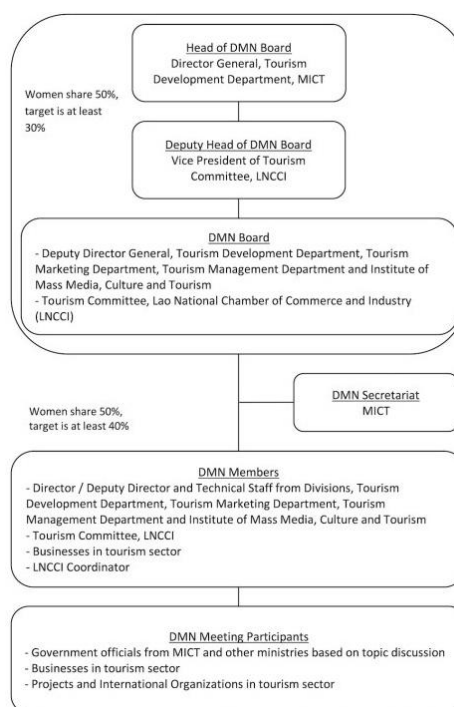 Head of DMN Board
Director General, Tourism
Development Department, MICT
Women share 50%,
target is at least
30%
Deputy Head of DMN Board
Vice President of Tourism
Committee, LNCCI
DMN Board
- Deputy Director General, Tourism Development Department, Tourism
Marketing Department, Tourism Management Department and Institute of
Mass Media, Culture and Tourism
- Tourism Committee, Lao National Chamber of Commerce and Industry
(LNCCI)
DMN Secretariat
MICT
Women share 50%,
target is at least 40%
DMN Members
- Director / Deputy Director and Technical Staff from Divisions, Tourism
Development Department, Tourism Marketing Department, Tourism
Management Department and Institute of Mass Media, Culture and Tourism
- Tourism Committee, LNCCI
- Businesses in tourism sector
- LNCCI Coordinator
DMN Meeting Participants
- Government officials from MICT and other ministries based on topic discussion
- Businesses in tourism sector
- Projects and International Organizations in tourism sector